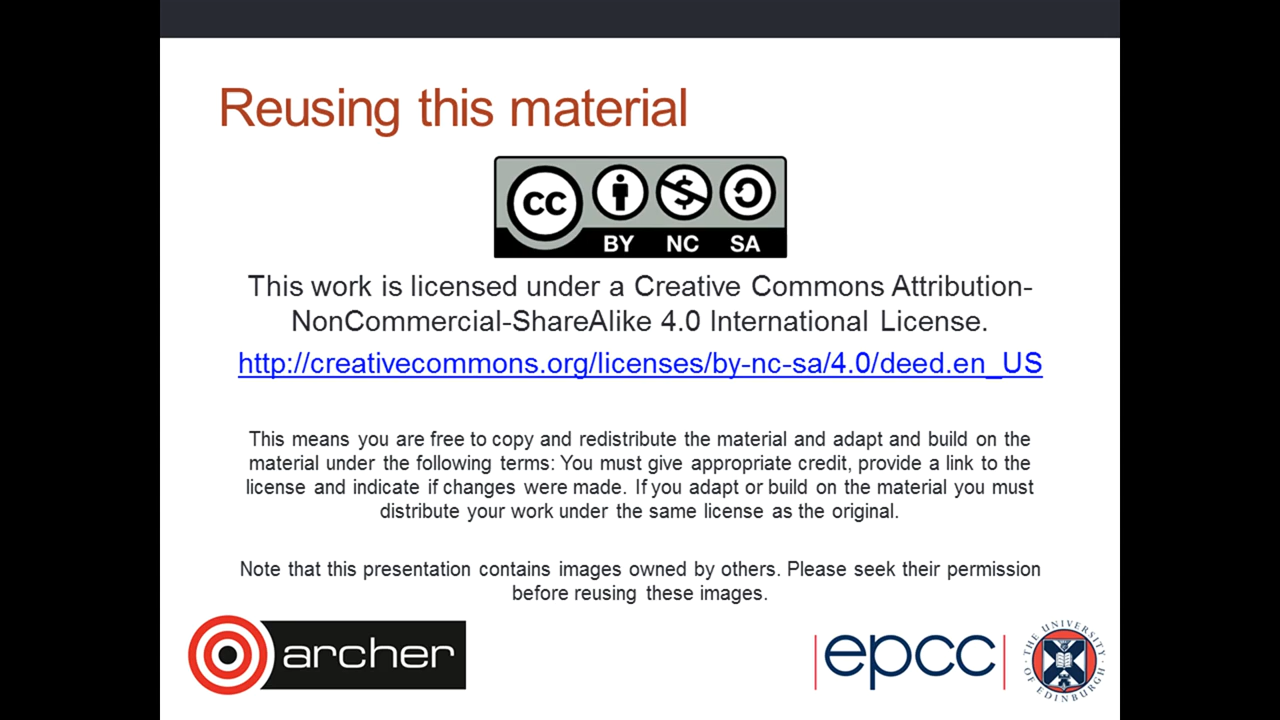 Reusing this material
CC
BY NC SA
This work is licensed under a Creative Commons Attribution-
NonCommercial-ShareAlike 4.0 International License.
http://creativecommons.org/licenses/by-nc-sa/4.0/deed.en_US
This means you are free to copy and redistribute the material and adapt and build on the
material under the following terms: You must give appropriate credit, provide a link to the
license and indicate if changes were made. If you adapt or build on the material you must
distribute your work under the same license as the original.
Note that this presentation contains images owned by others. Please seek their permission
before reusing these images.
archer
epcc
THE UNIVERSITY OF EDINBURGH